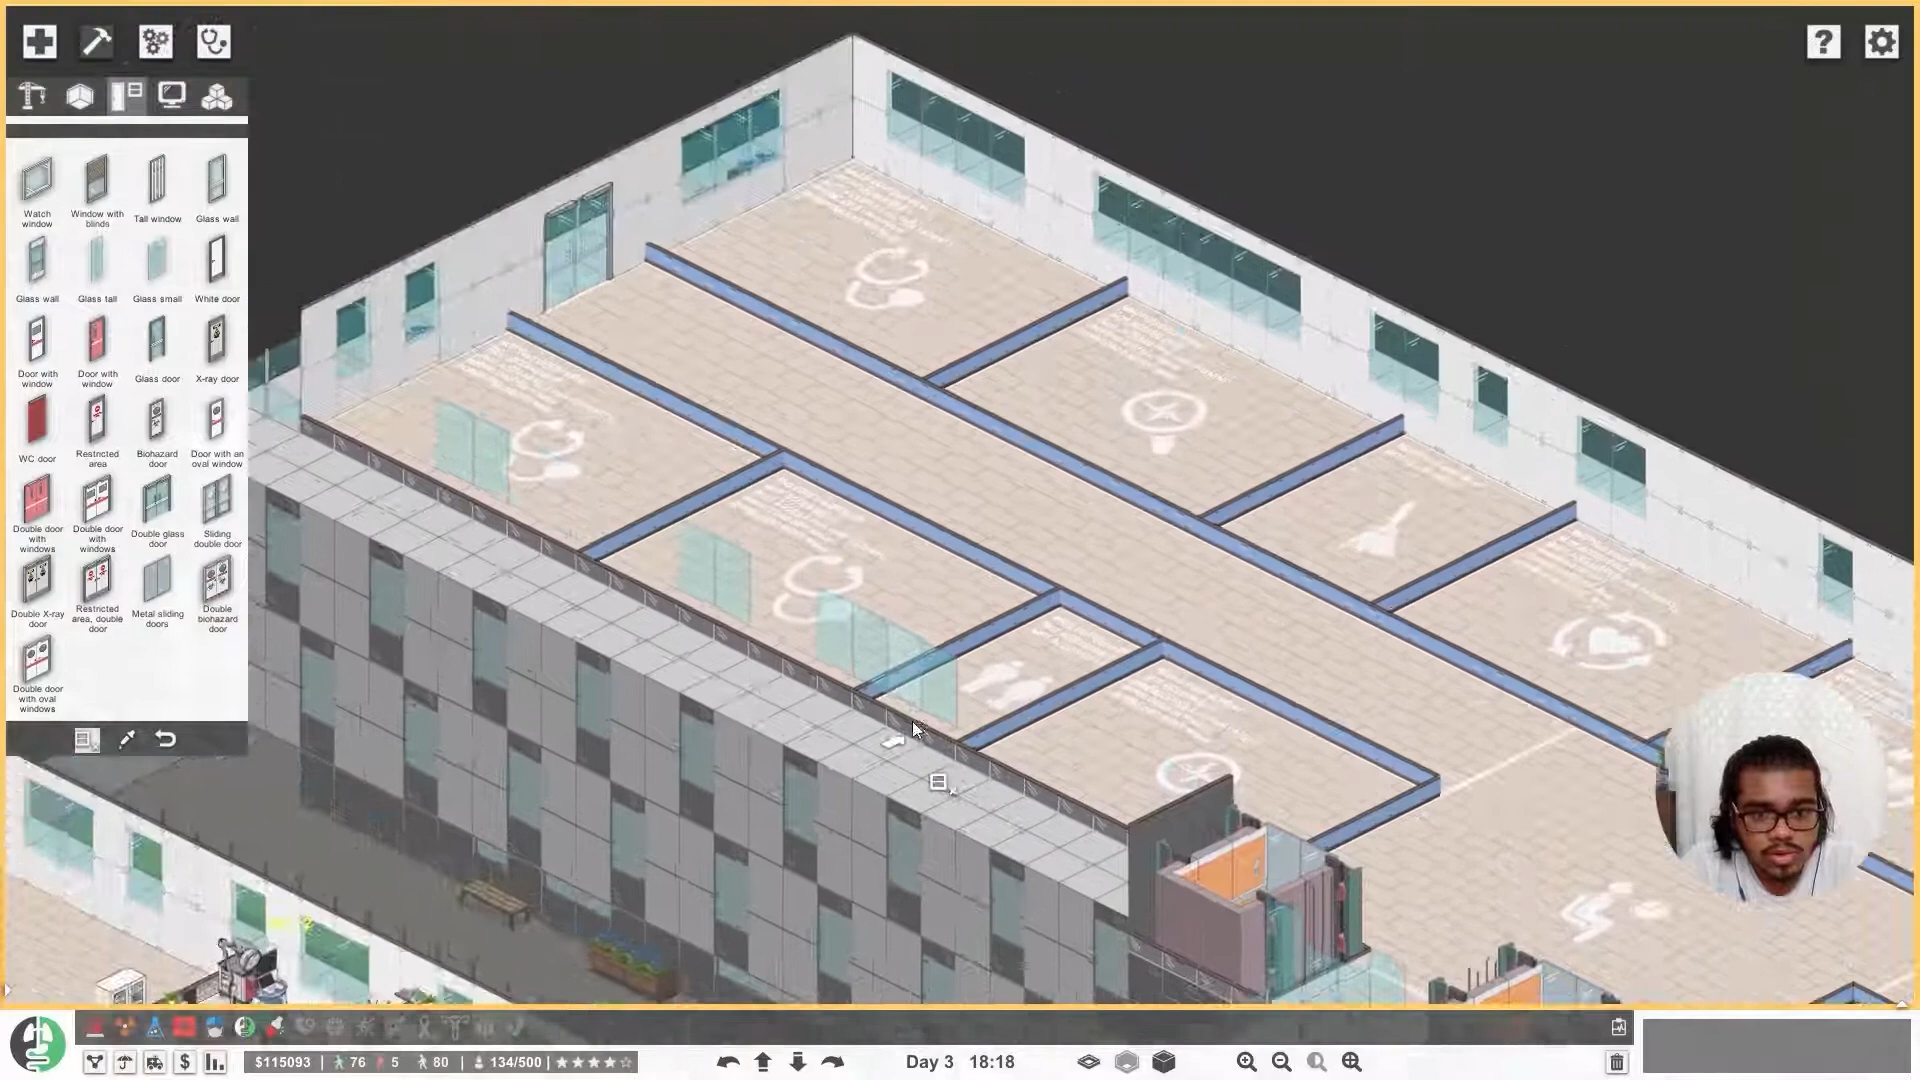 ?
Watch window
Window with blinds
Tall window
Glass wall
Glass wall
Glass tall
Glass small
White door
Door with window
Door with window
Glass door
X-ray door
WC door
Restricted area
Biohazard door
Door with an oval window
Double door with windows
Double door with windows
Double glass door
Sliding double door
Double X-ray door
Restricted area, double door
Metal sliding doors
Double biohazard door
Double door with oval windows
$115093 | 76 5 | 80 | 134/500 |
Day 3 18:18